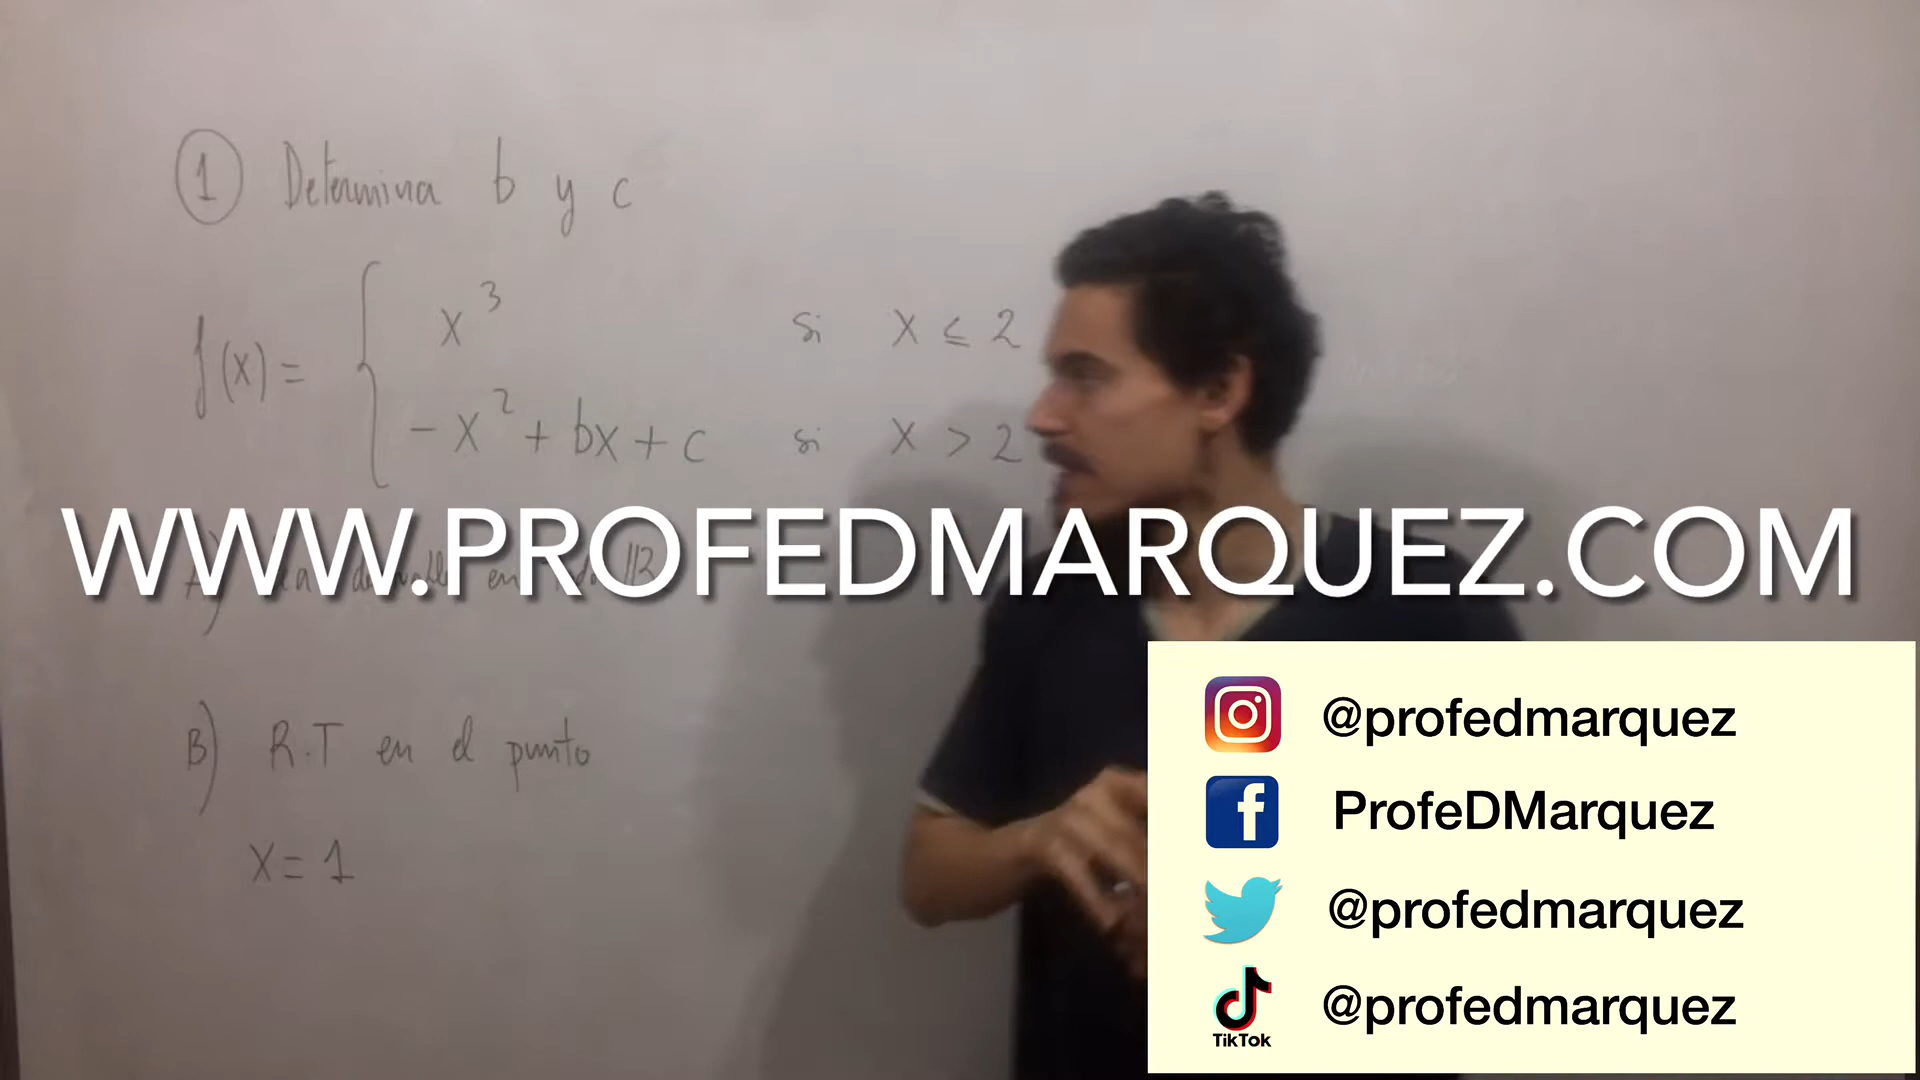 ① Determina b y c
f(x) = { x³ si x ≤ 2
-x² + bx + c si x > 2
WWW.PROFEDMARQUEZ.COM
A) en
B) R.T en el punto
x = 1
@profedmarquez
ProfeDMarquez
@profedmarquez
TikTok
@profedmarquez